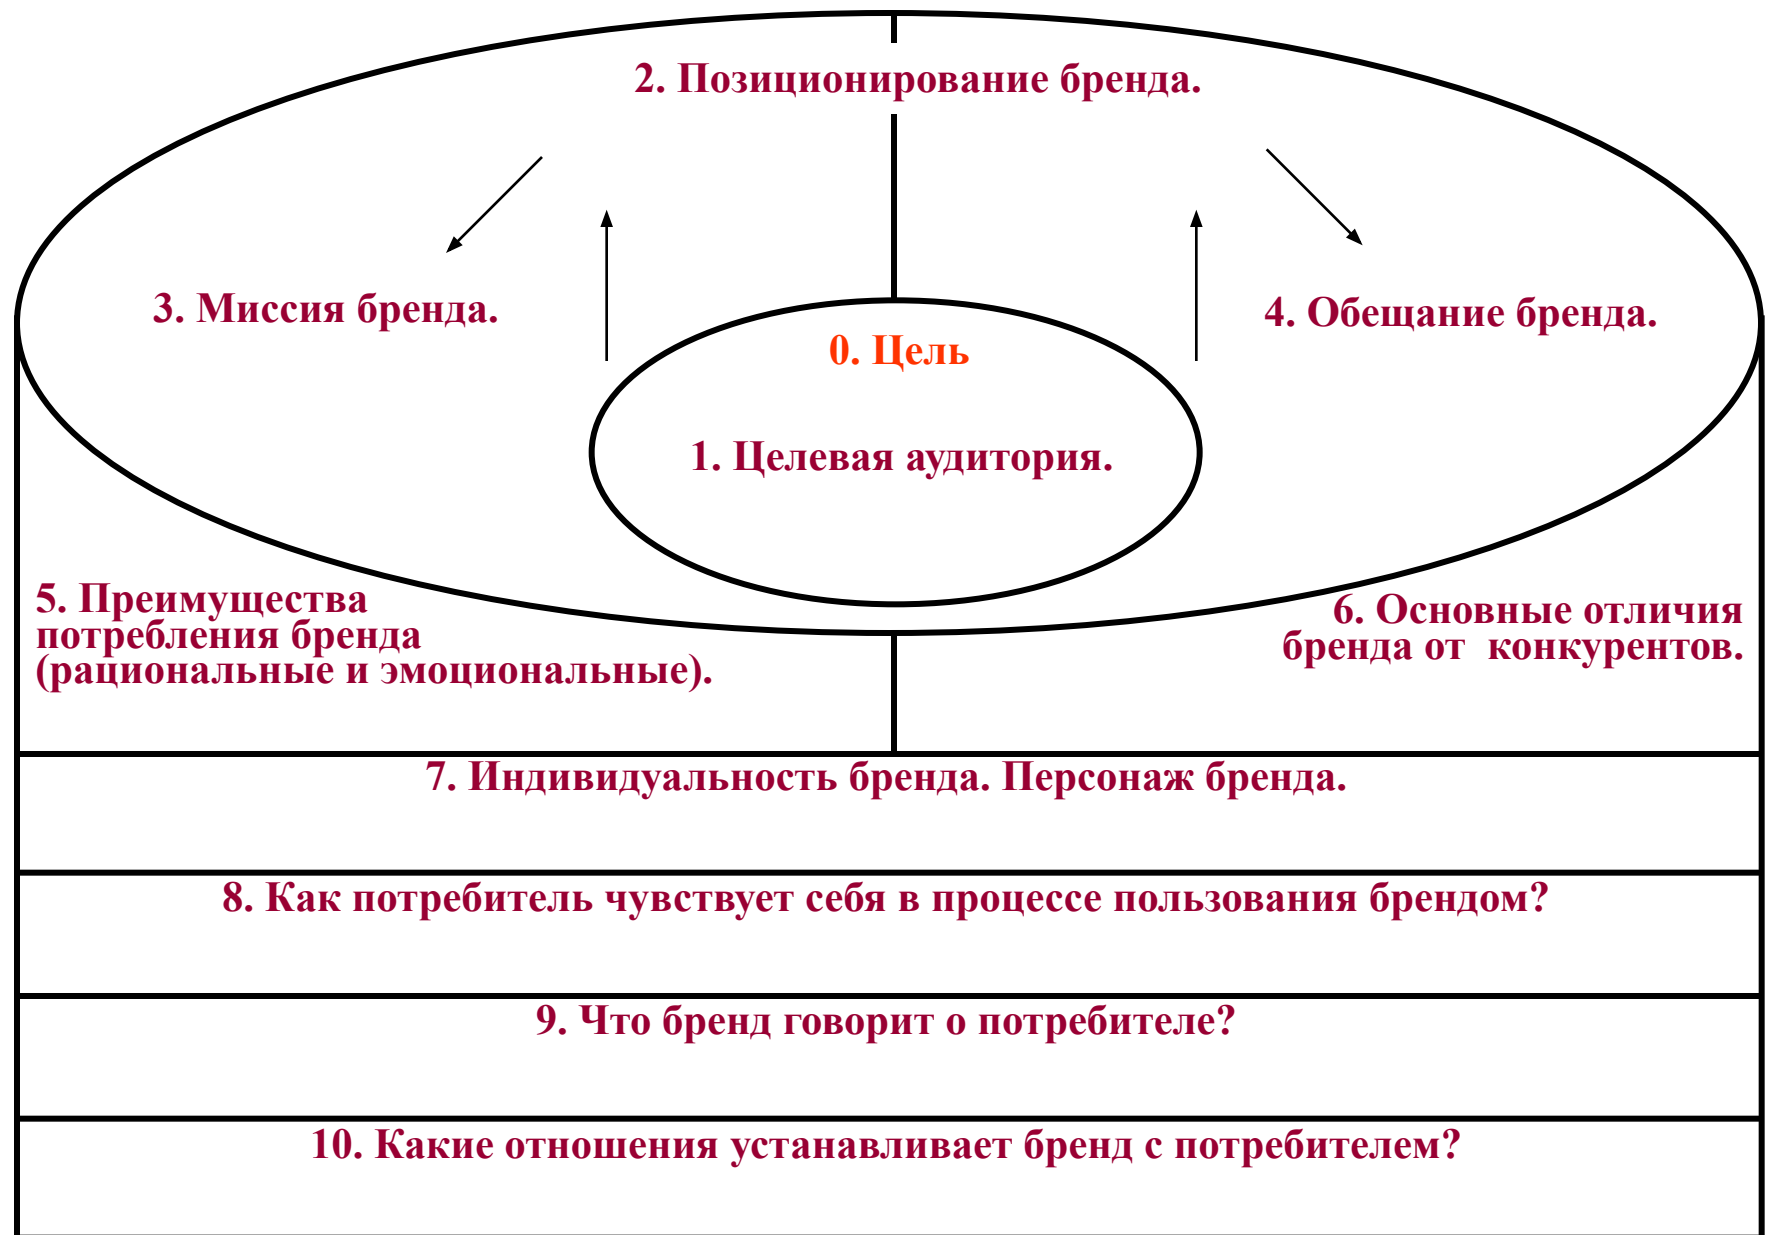 2. Позиционирование бренда.
3. Миссия бренда.
4. Обещание бренда.
0. Цель
1. Целевая аудитория.
5. Преимущества
потребления бренда
(рациональные и эмоциональные).
6. Основные отличия
бренда от  конкурентов.
7. Индивидуальность бренда. Персонаж бренда.
8. Как потребитель чувствует себя в процессе пользования брендом?
9. Что бренд говорит о потребителе?
10. Какие отношения устанавливает бренд с потребителем?